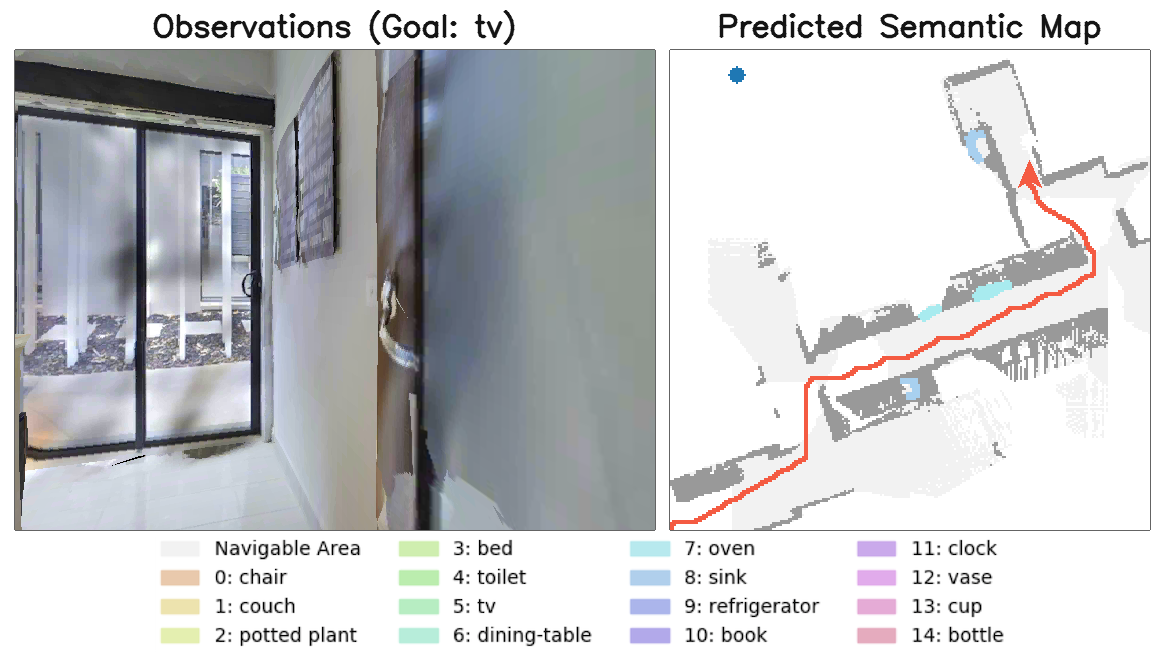 Observations (Goal: tv)
Predicted Semantic Map
Navigable Area
0: chair
1: couch
2: potted plant
3: bed
4: toilet
5: tv
6: dining-table
7: oven
8: sink
9: refrigerator
10: book
11: clock
12: vase
13: cup
14: bottle